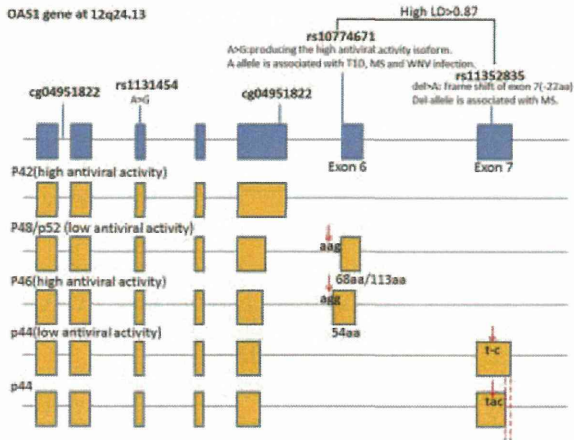 OAS1 gene at 12q24.13
High LD>0.87
rs10774671
A>G:producing the high antiviral activity isoform.
A allele is associated with T1D, MS and WNV infection.
rs11352835
del>A: frame shift of exon 7(-22aa)
Del allele is associated with MS.
cg04951822
rs1131454
A>G
cg04951822
Exon 6
Exon 7
P42(high antiviral activity)
P48/p52 (low antiviral activity)
aag
68aa/113aa
P46(high antiviral activity)
agg
54aa
p44(low antiviral activity)
t-c
p44
tac